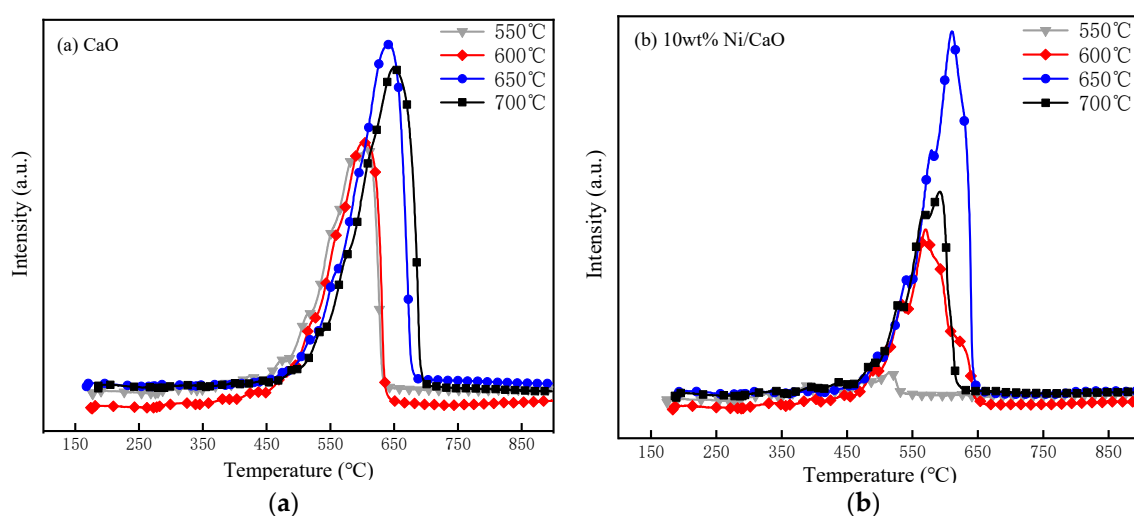 (a) CaO
550℃
600℃
650℃
700℃
Intensity (a.u.)
150 250 350 450 550 650 750 850
Temperature (℃)
(a)
(b) 10wt% Ni/CaO
550℃
600℃
650℃
700℃
Intensity (a.u.)
150 250 350 450 550 650 750 850
Temperature (℃)
(b)